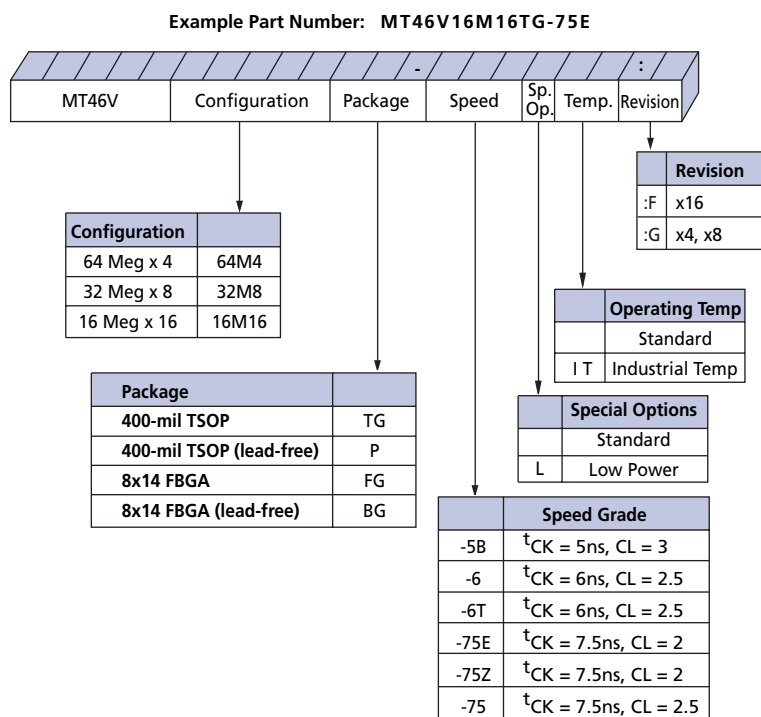 Example Part Number: MT46V16M16TG-75E
- :
MT46V Configuration Package Speed Sp. Op. Temp. Revision
Revision
:F x16
:G x4, x8
Configuration
64 Meg x 4 64M4
32 Meg x 8 32M8
16 Meg x 16 16M16
Operating Temp
Standard
IT Industrial Temp
Package
400-mil TSOP TG
400-mil TSOP (lead-free) P
8x14 FBGA FG
8x14 FBGA (lead-free) BG
Special Options
Standard
L Low Power
Speed Grade
-5B tCK = 5ns, CL = 3
-6 tCK = 6ns, CL = 2.5
-6T tCK = 6ns, CL = 2.5
-75E tCK = 7.5ns, CL = 2
-75Z tCK = 7.5ns, CL = 2
-75 tCK = 7.5ns, CL = 2.5